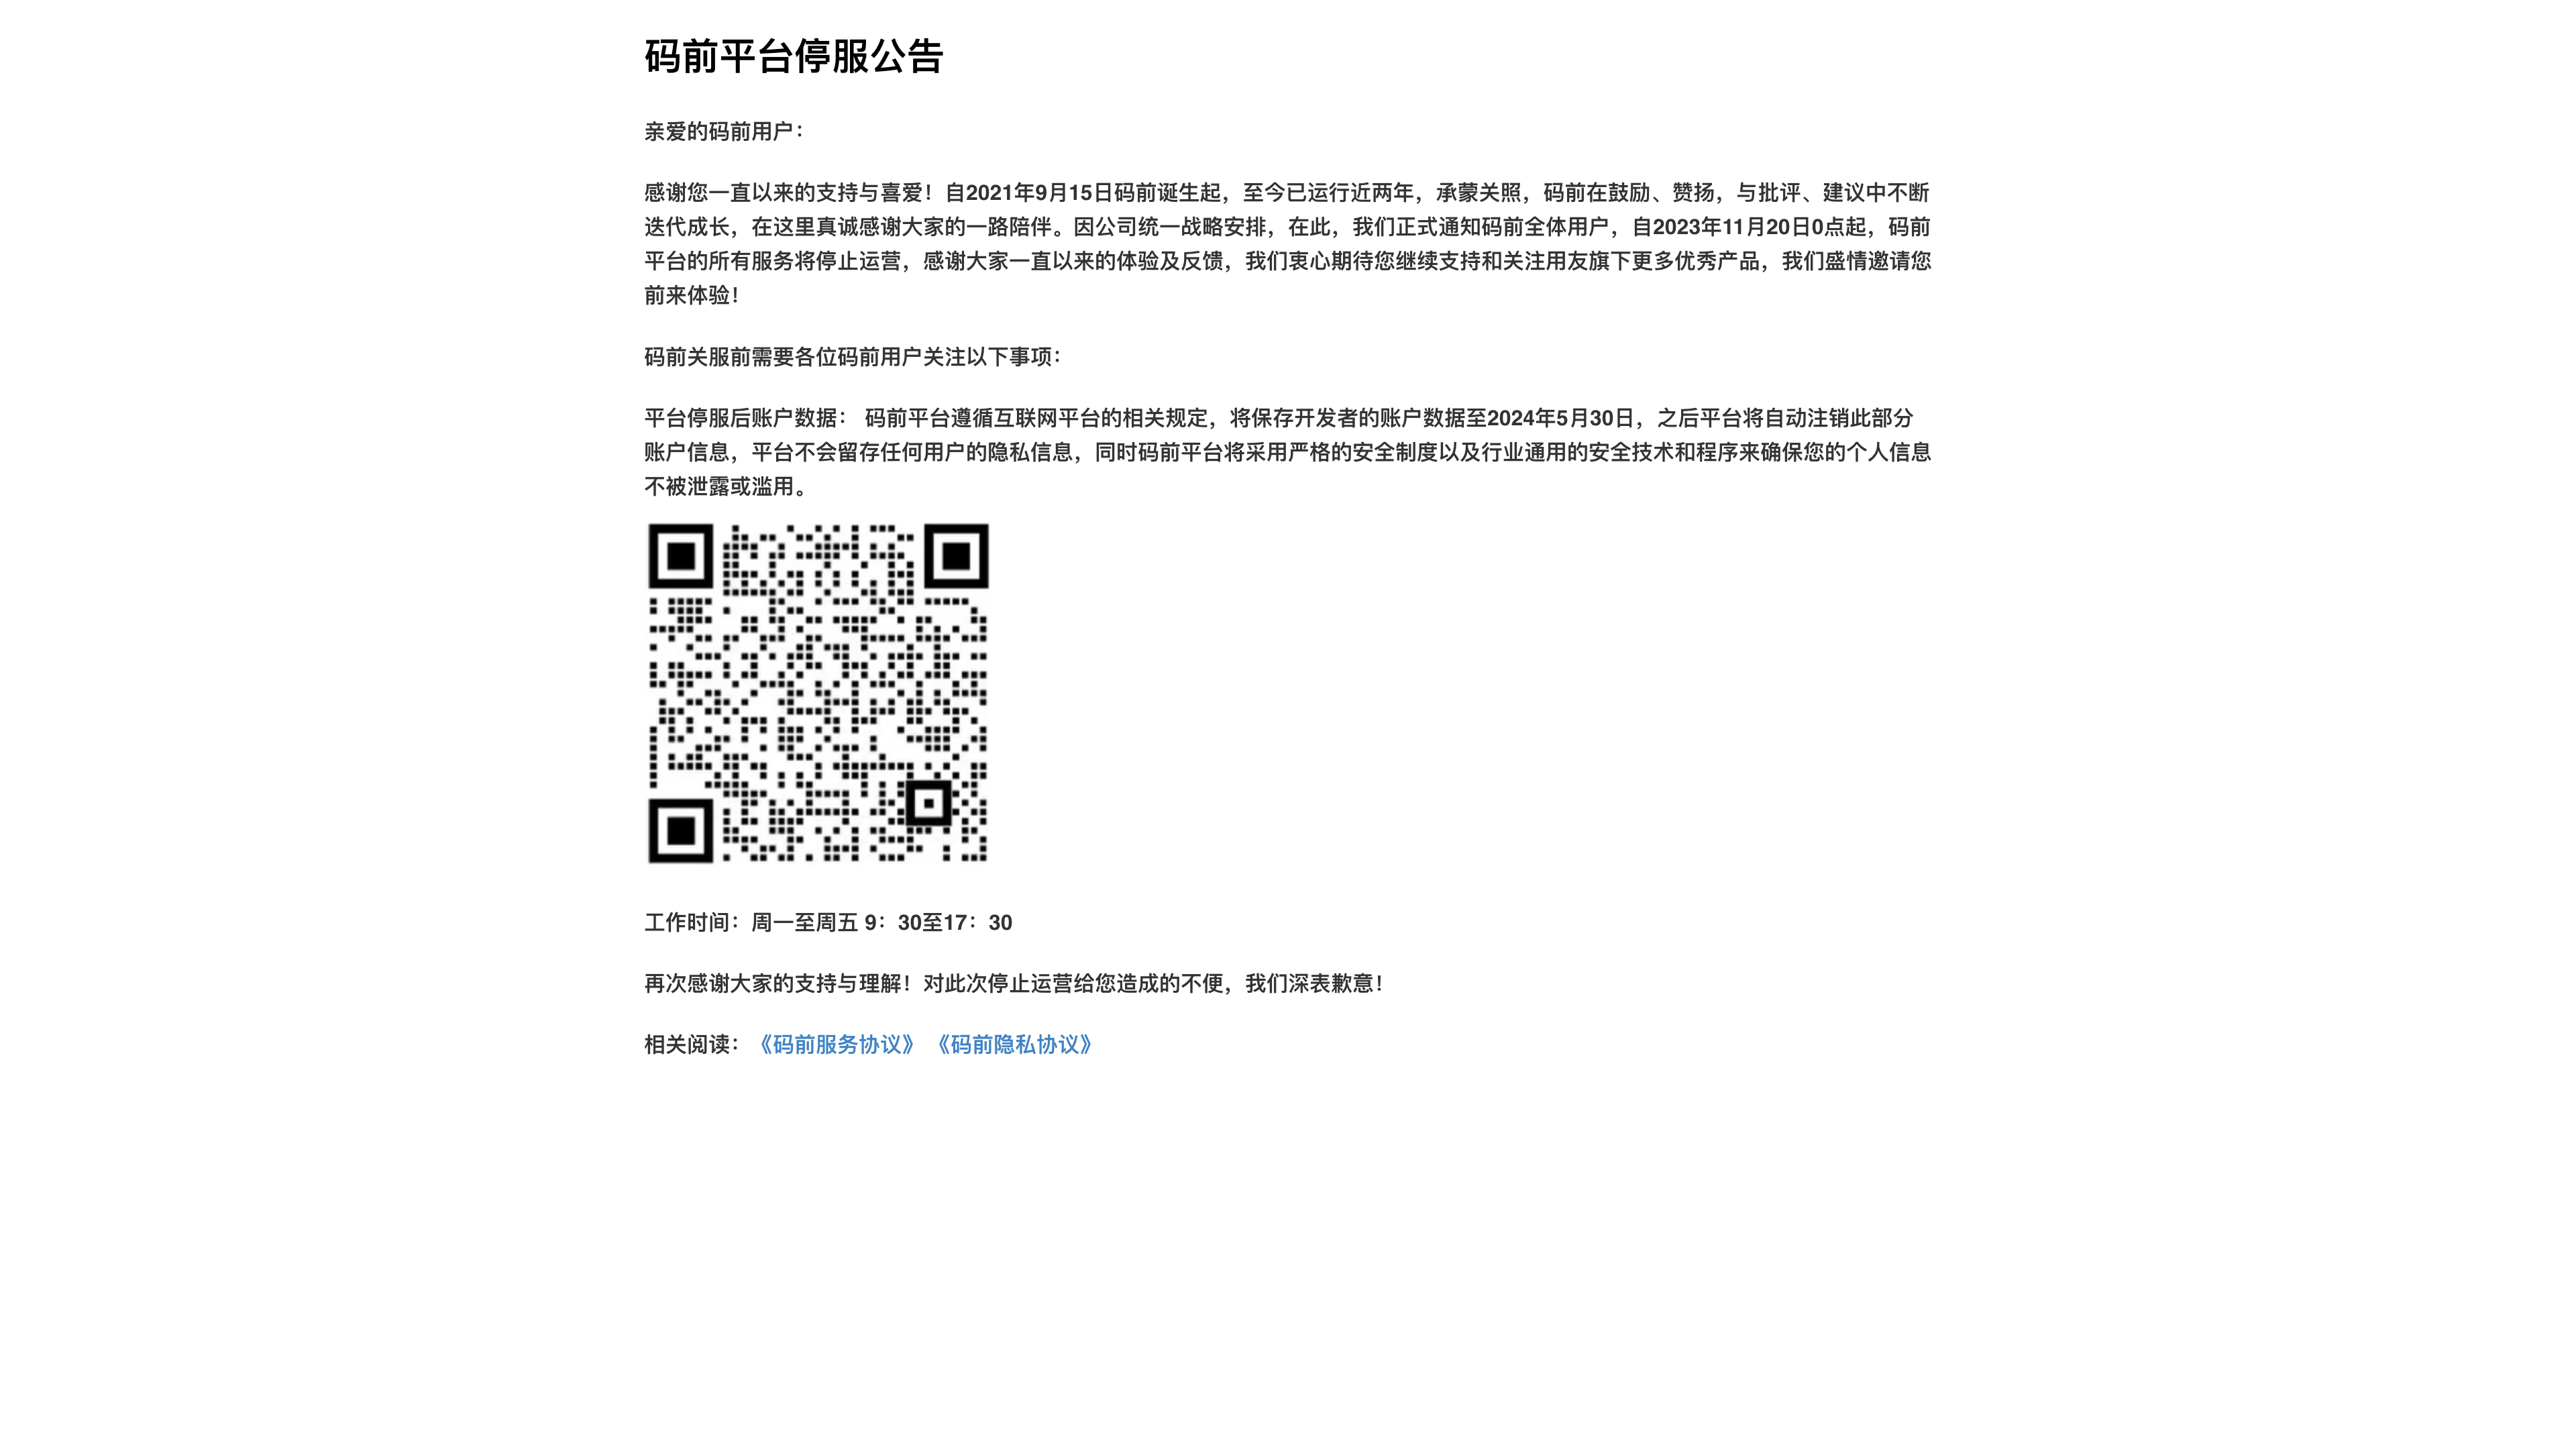 码前平台停服公告
亲爱的码前用户：
感谢您一直以来的支持与喜爱！自2021年9月15日码前诞生起，至今已运行近两年，承蒙关照，码前在鼓励、赞扬，与批评、建议中不断
迭代成长，在这里真诚感谢大家的一路陪伴。因公司统一战略安排，在此，我们正式通知码前全体用户，自2023年11月20日0点起，码前
平台的所有服务将停止运营，感谢大家一直以来的体验及反馈，我们衷心期待您继续支持和关注用友旗下更多优秀产品，我们盛情邀请您
前来体验！
码前关服前需要各位码前用户关注以下事项：
平台停服后账户数据： 码前平台遵循互联网平台的相关规定，将保存开发者的账户数据至2024年5月30日，之后平台将自动注销此部分
账户信息，平台不会留存任何用户的隐私信息，同时码前平台将采用严格的安全制度以及行业通用的安全技术和程序来确保您的个人信息
不被泄露或滥用。
工作时间：周一至周五 9：30至17：30
再次感谢大家的支持与理解！对此次停止运营给您造成的不便，我们深表歉意！
相关阅读：《码前服务协议》 《码前隐私协议》